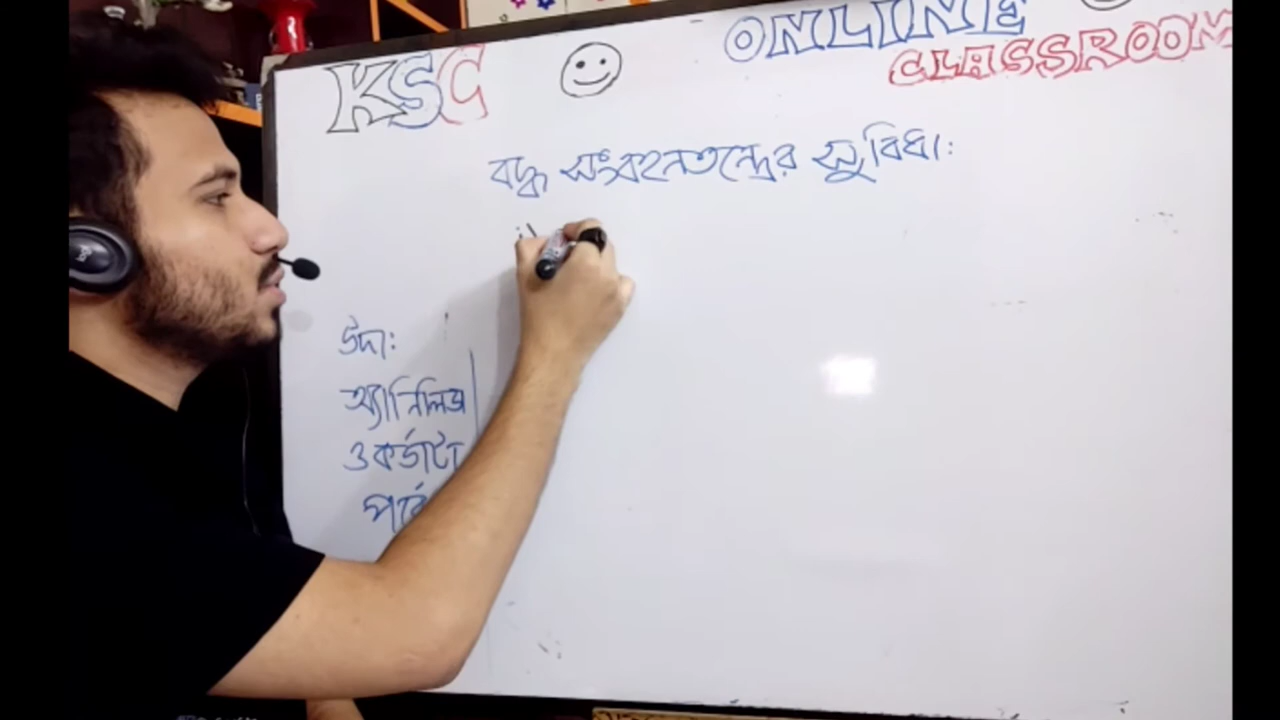 KSC
ONLINE
CLASSROOM
বদ্ধ সংবহনতন্ত্রের সুবিধা:
i)
উদা:
অ্যানিলিডা
ও কর্ডাটা
পর্বে